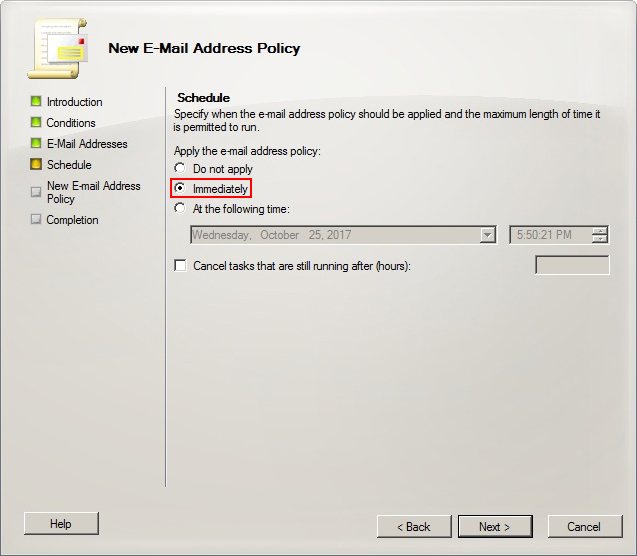 New E-Mail Address Policy
Introduction
Conditions
E-Mail Addresses
Schedule
New E-mail Address
Policy
Completion
Schedule
Specify when the e-mail address policy should be applied and the maximum length of time it
is permitted to run.
Apply the e-mail address policy:
Do not apply
Immediately
At the following time:
Wednesday, October 25, 2017
5:50:21 PM
Cancel tasks that are still running after (hours):
Help
< Back
Next >
Cancel